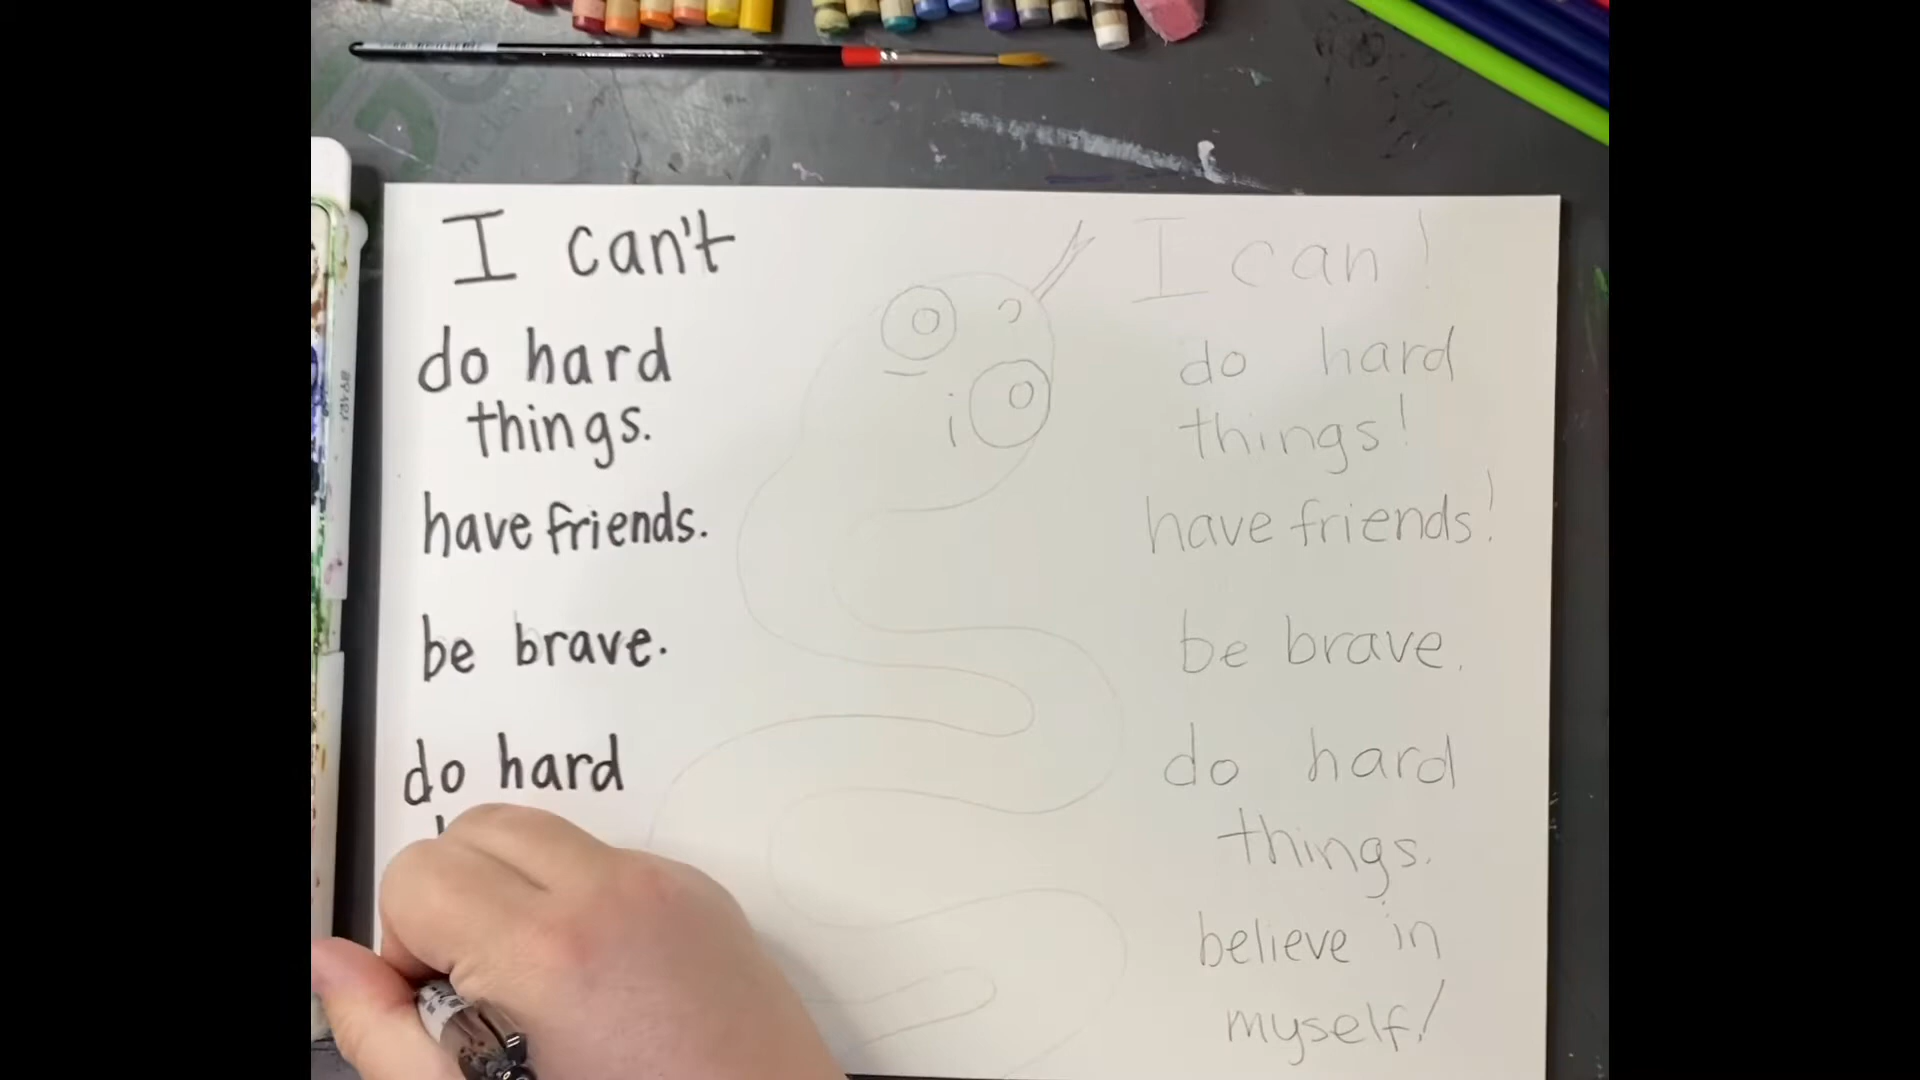 I can't
do hard
things.
have friends.
be brave.
do hard
I can!
do hard
things!
have friends!
be brave.
do hard
things.
believe in
myself!